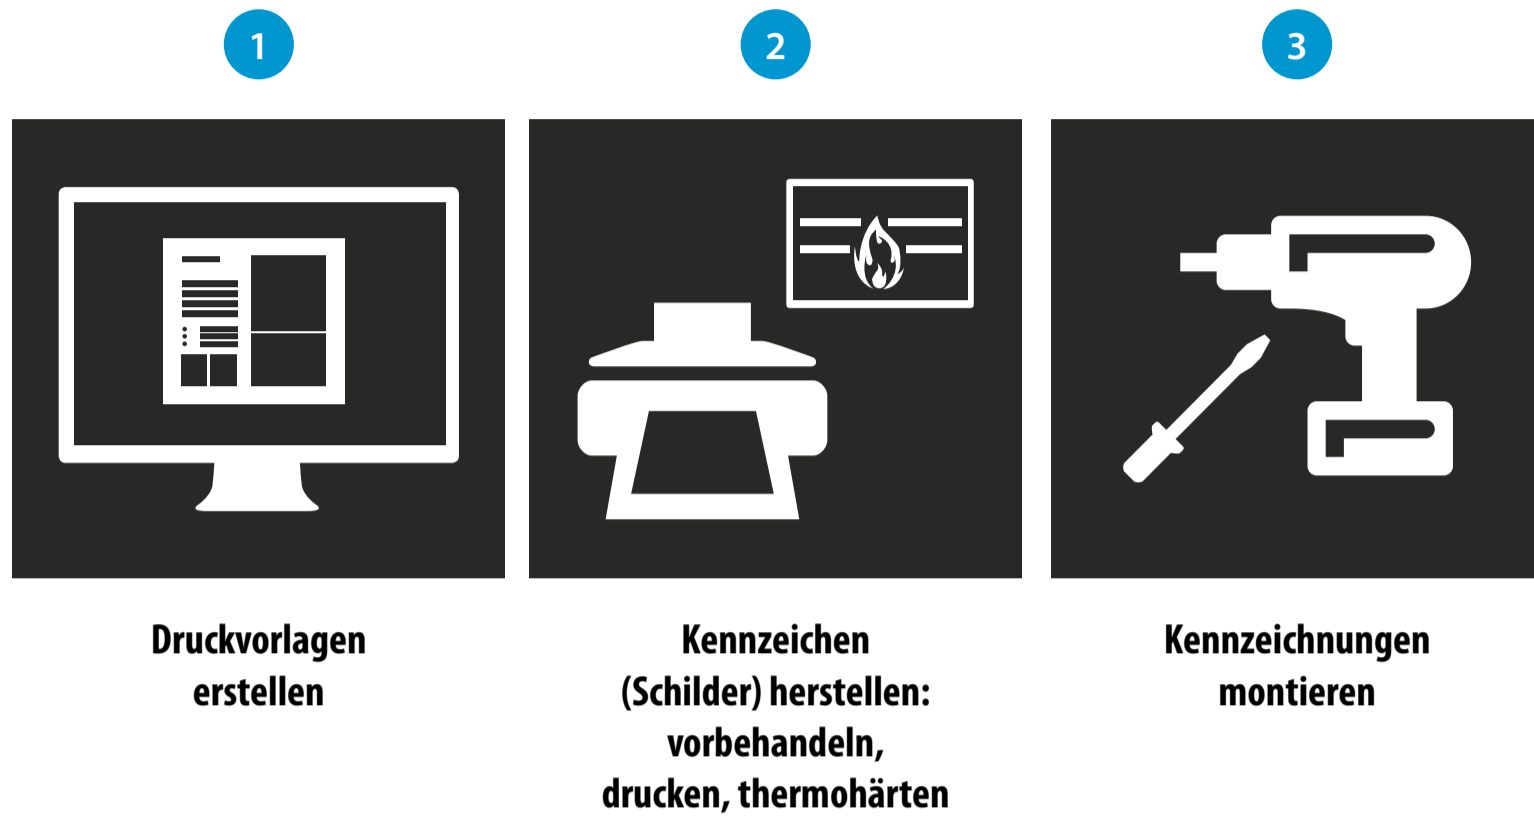 1
2
3
Druckvorlagen
erstellen
Kennzeichen
(Schilder) herstellen:
vorbehandeln,
drucken, thermohärten
Kennzeichnungen
montieren